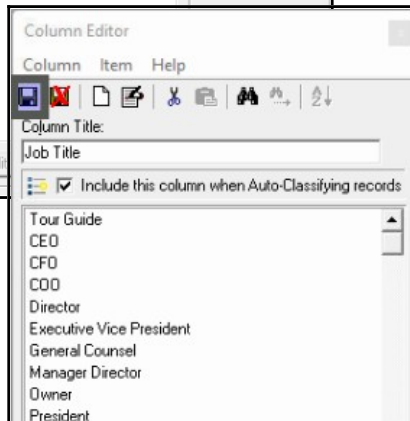 Column Editor
Column Item Help
Column Title:
Job Title
Include this column when Auto-Classifying records
Tour Guide
CEO
CFO
COO
Director
Executive Vice President
General Counsel
Manager Director
Owner
President